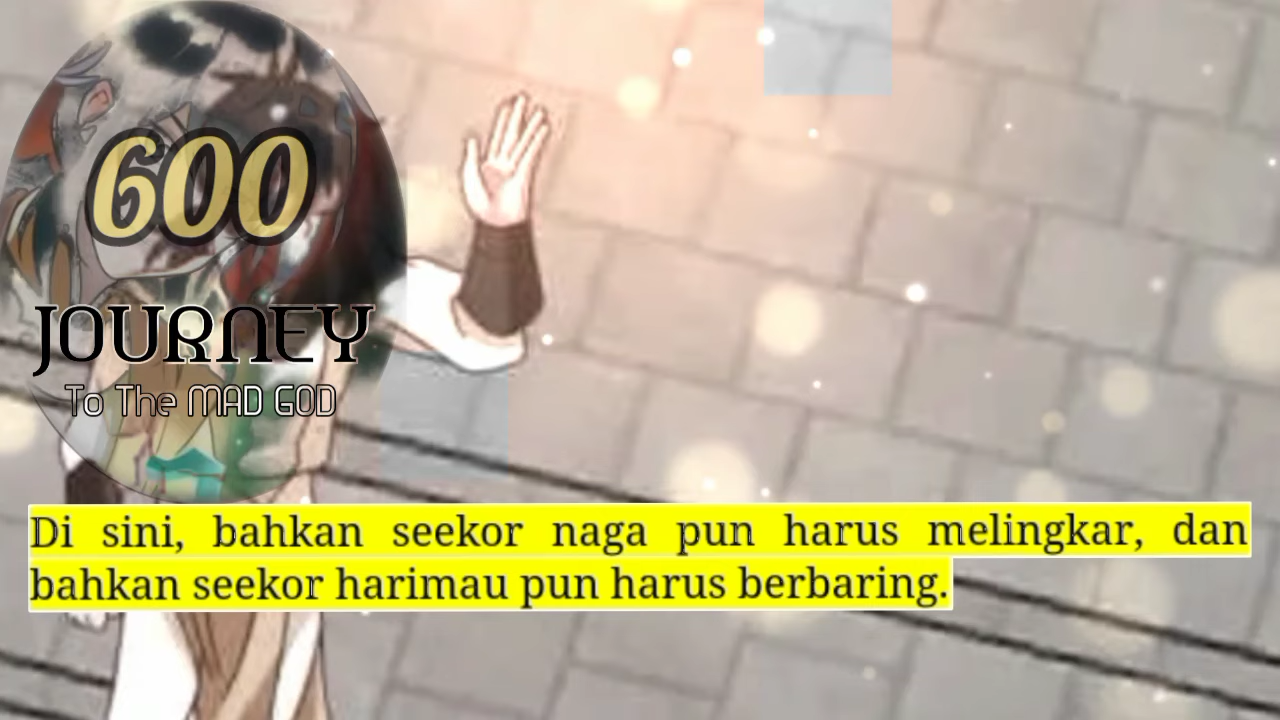 600
JOURNEY
To The MAD GOD
Di sini, bahkan seekor naga pun harus melingkar, dan
bahkan seekor harimau pun harus berbaring.